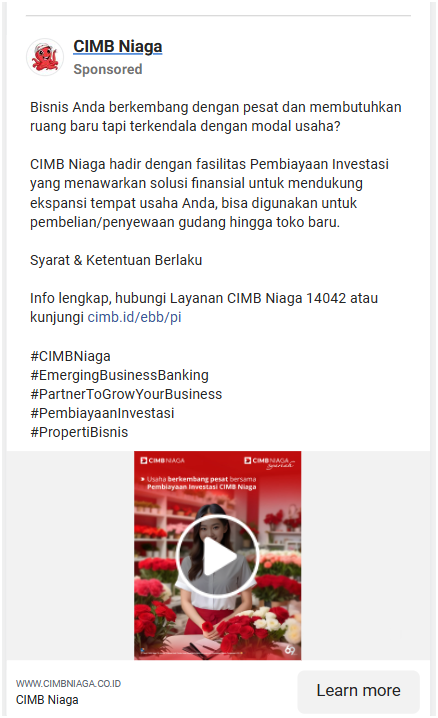 CIMB Niaga
Sponsored
Bisnis Anda berkembang dengan pesat dan membutuhkan
ruang baru tapi terkendala dengan modal usaha?
CIMB Niaga hadir dengan fasilitas Pembiayaan Investasi
yang menawarkan solusi finansial untuk mendukung
ekspansi tempat usaha Anda, bisa digunakan untuk
pembelian/penyewaan gudang hingga toko baru.
Syarat & Ketentuan Berlaku
Info lengkap, hubungi Layanan CIMB Niaga 14042 atau
kunjungi cimb.id/ebb/pi
#CIMBNiaga
#EmergingBusinessBanking
#PartnerToGrowYourBusiness
#PembiayaanInvestasi
#PropertiBisnis
CIMB NIAGA CIMB NIAGA
syariah
Usaha berkembang pesat bersama
Pembiayaan Investasi CIMB Niaga
WWW.CIMBNIAGA.CO.ID
CIMB Niaga
Learn more